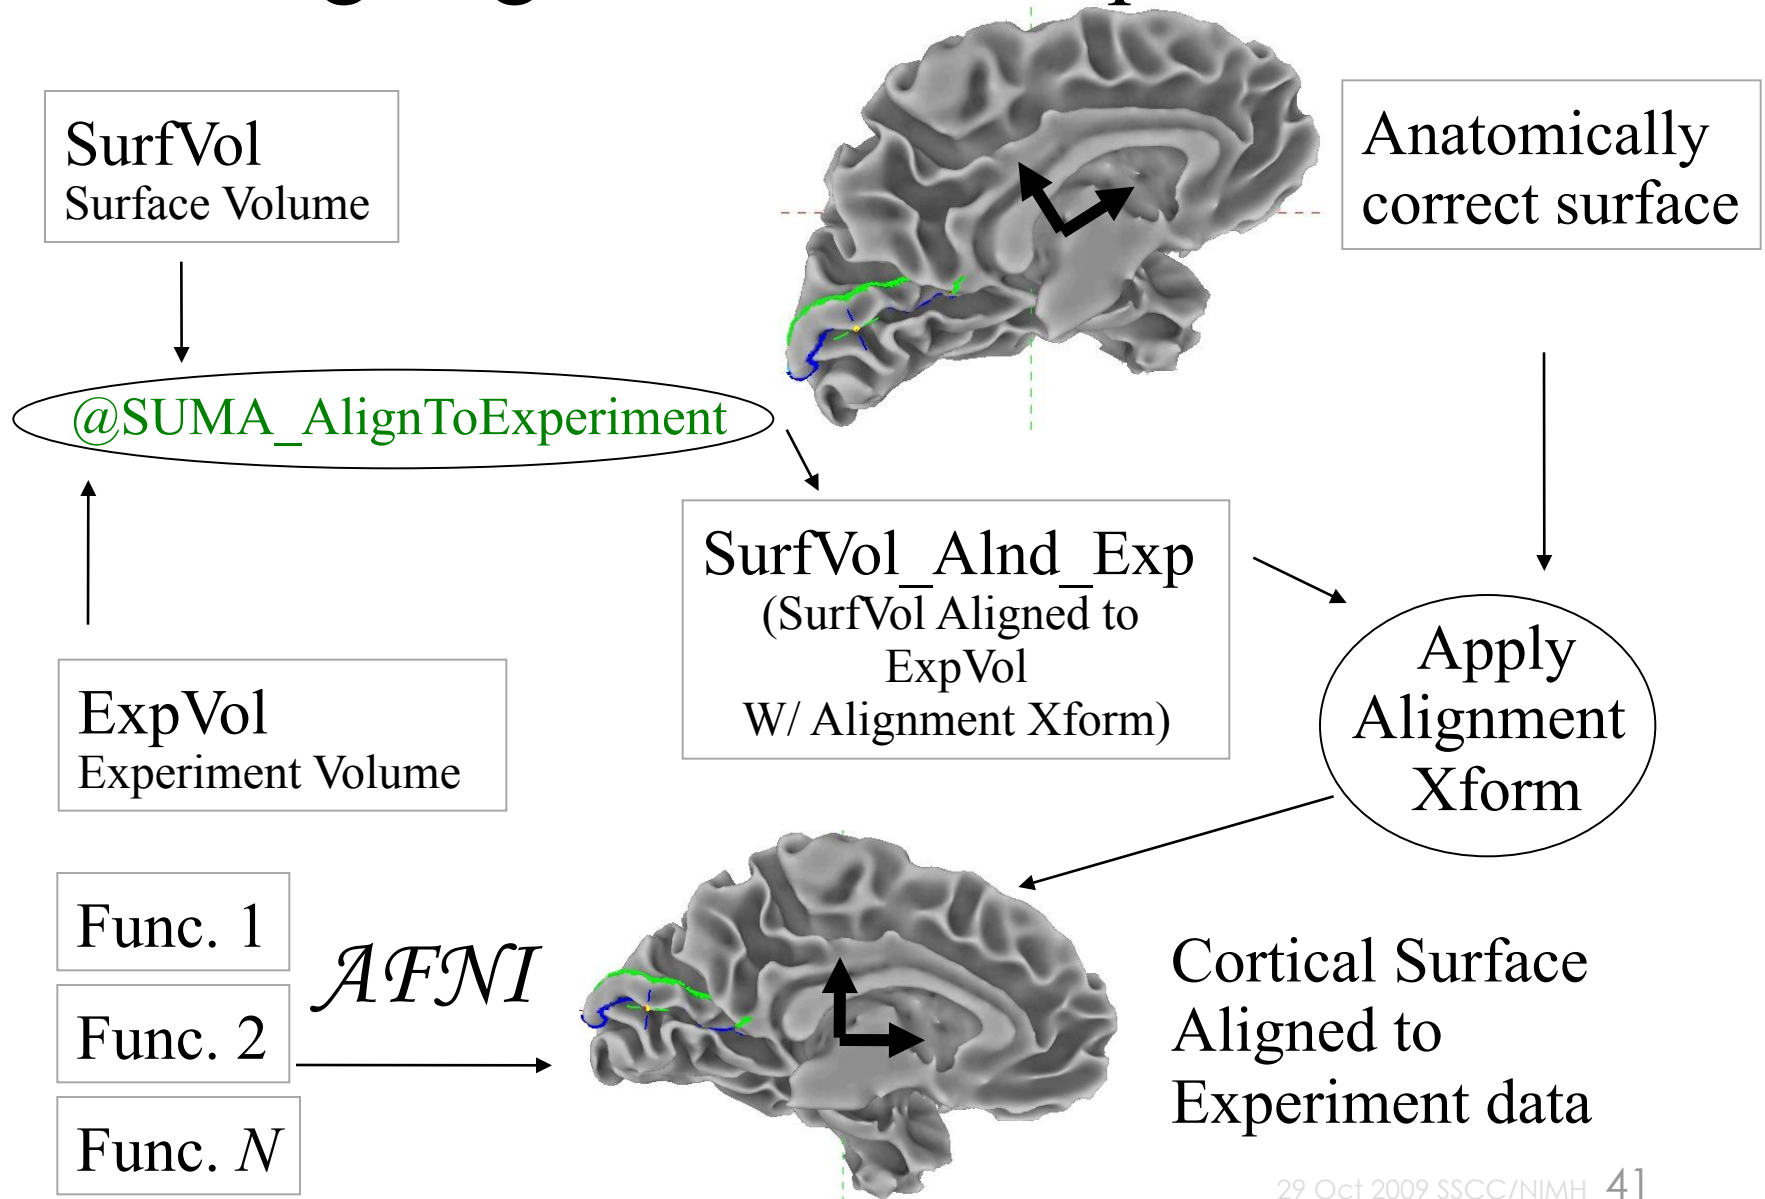 SurfVol
Surface Volume
Anatomically
correct surface
@SUMA_AlignToExperiment
SurfVol_Alnd_Exp
(SurfVol Aligned to
ExpVol
W/ Alignment Xform)
Apply
Alignment
Xform
ExpVol
Experiment Volume
Func. 1
Func. 2
Func. N
AFNI
Cortical Surface
Aligned to
Experiment data
29 Oct 2009 SSCC/NIMH 41